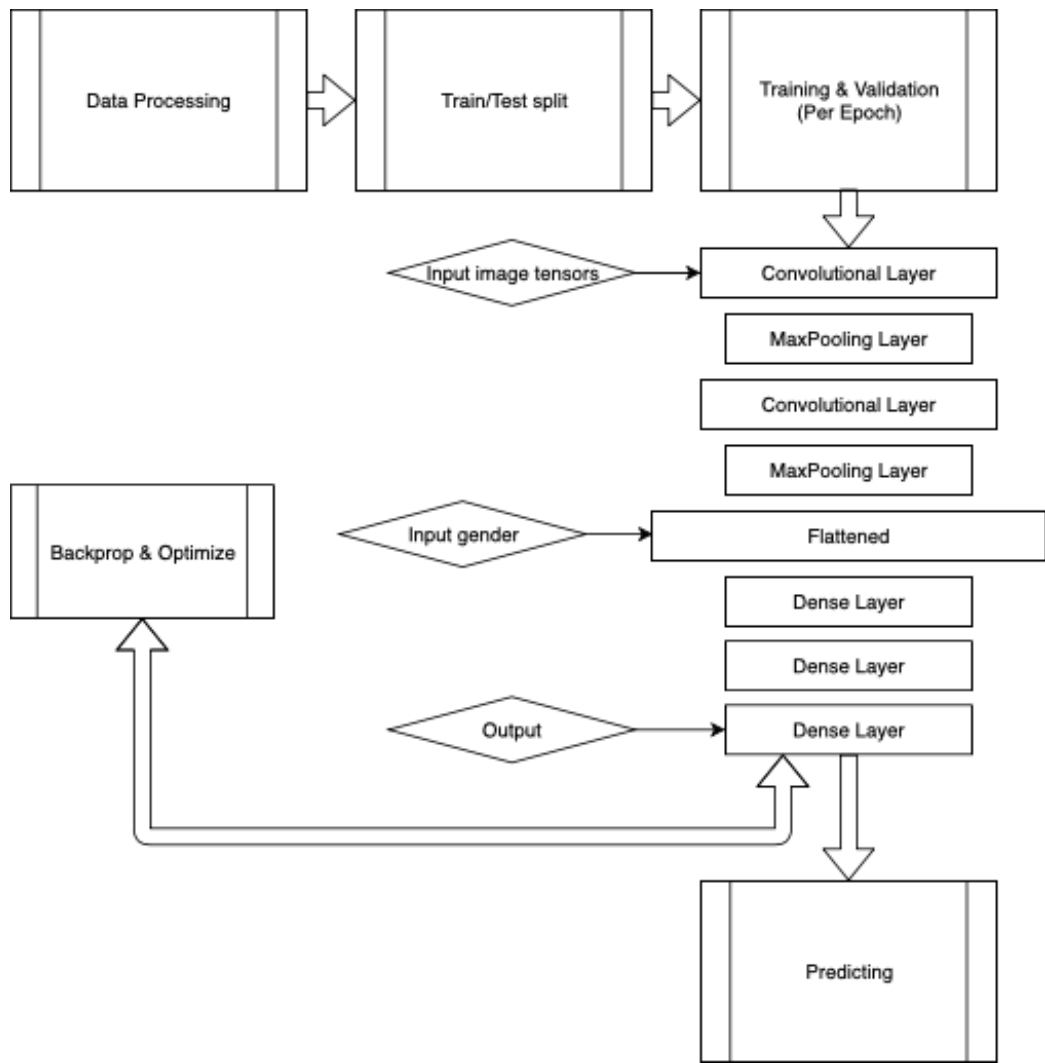 Data Processing
Train/Test split
Training & Validation
(Per Epoch)
Input image tensors
Convolutional Layer
MaxPooling Layer
Convolutional Layer
MaxPooling Layer
Backprop & Optimize
Input gender
Flattened
Dense Layer
Dense Layer
Output
Dense Layer
Predicting